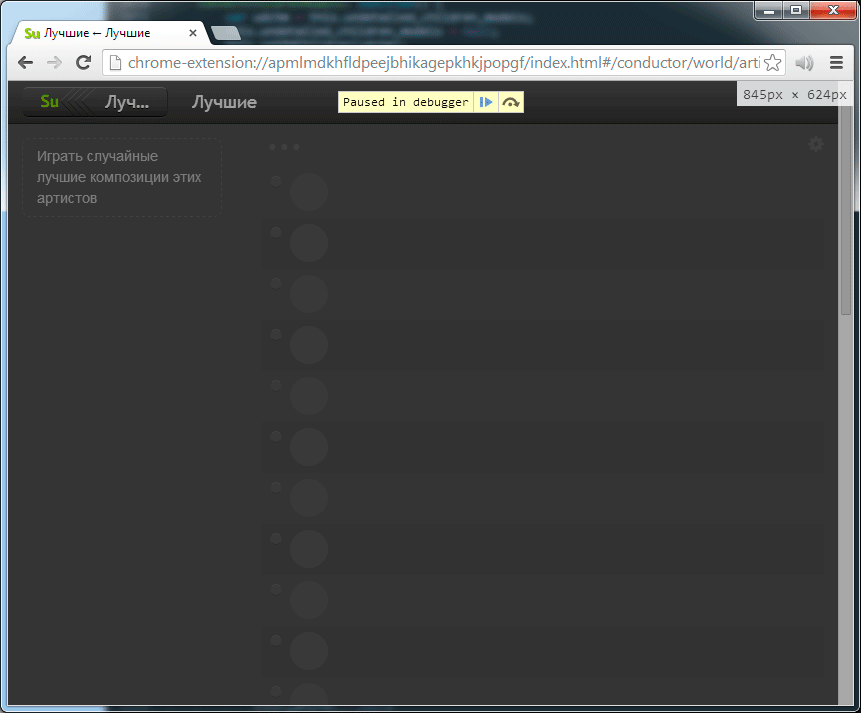 Su Лучшие ← Лучшие
chrome-extension://apmlmdkhfldpeejbhikagepkhkjpopgf/index.html#/conductor/world/arti
Su Луч... Лучшие
Paused in debugger
845px × 624px
Играть случайные
лучшие композиции этих
артистов